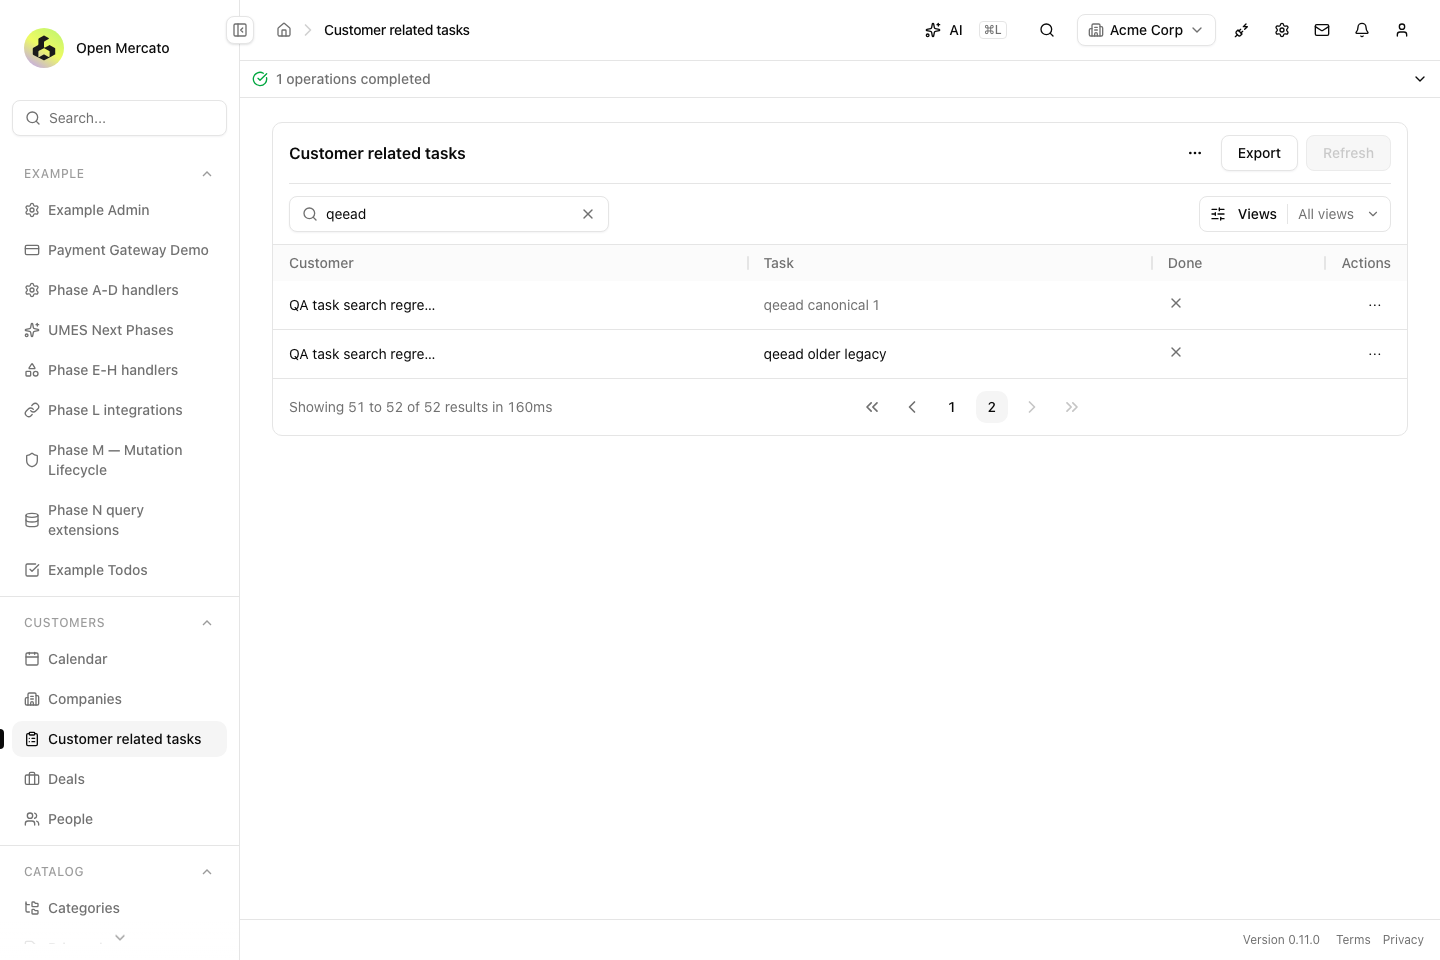 Open Mercato
Customer related tasks
AI
⌘L
Acme Corp
1 operations completed
Search...
EXAMPLE
Example Admin
Payment Gateway Demo
Phase A-D handlers
UMES Next Phases
Phase E-H handlers
Phase L integrations
Phase M — Mutation
Lifecycle
Phase N query
extensions
Example Todos
CUSTOMERS
Calendar
Companies
Customer related tasks
Deals
People
CATALOG
Categories
Customer related tasks
Export
Refresh
qeead
Views
All views
Customer
Task
Done
Actions
QA task search regre...
qeead canonical 1
QA task search regre...
qeead older legacy
Showing 51 to 52 of 52 results in 160ms
1
2
Version 0.11.0
Terms
Privacy